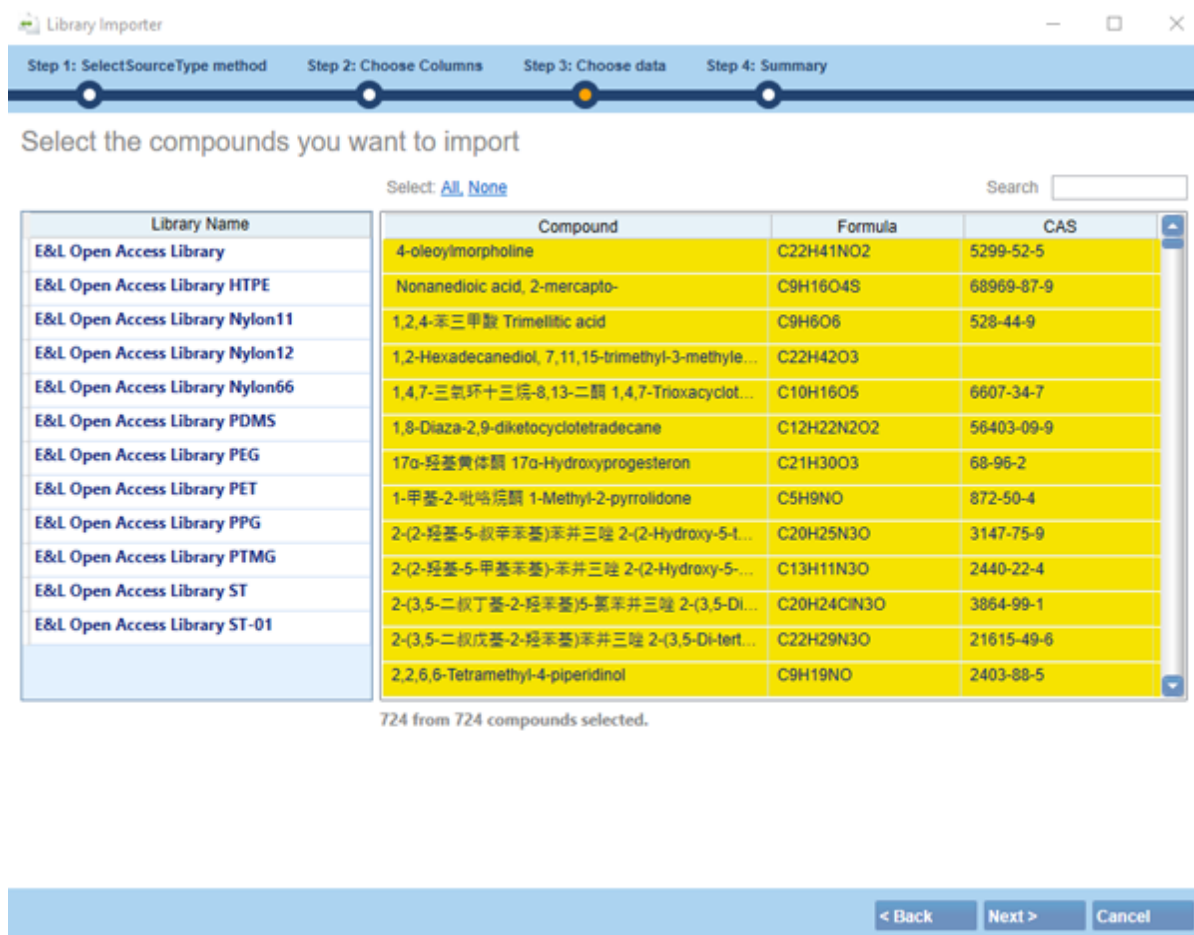 Library Importer
Step 1: SelectSourceType method Step 2: Choose Columns Step 3: Choose data Step 4: Summary
Select the compounds you want to import
Select: All, None Search
Library Name
E&L Open Access Library
E&L Open Access Library HTPE
E&L Open Access Library Nylon11
E&L Open Access Library Nylon12
E&L Open Access Library Nylon66
E&L Open Access Library PDMS
E&L Open Access Library PEG
E&L Open Access Library PET
E&L Open Access Library PPG
E&L Open Access Library PTMG
E&L Open Access Library ST
E&L Open Access Library ST-01
Compound Formula CAS
4-oleoylmorpholine C22H41NO2 5299-52-5
Nonanedioic acid, 2-mercapto- C9H16O4S 68969-87-9
1,2,4-苯三甲酸 Trimellitic acid C9H6O6 528-44-9
1,2-Hexadecanediol, 7,11,15-trimethyl-3-methyle... C22H42O3
1,4,7-三氧环十三烷-8,13-二酮 1,4,7-Trioxacyclot... C10H16O5 6607-34-7
1,8-Diaza-2,9-diketocyclotetradecane C12H22N2O2 56403-09-9
17α-羟基黄体酮 17α-Hydroxyprogesteron C21H30O3 68-96-2
1-甲基-2-吡咯烷酮 1-Methyl-2-pyrrolidone C5H9NO 872-50-4
2-(2-羟基-5-叔辛苯基)苯并三唑 2-(2-Hydroxy-5-t... C20H25N3O 3147-75-9
2-(2-羟基-5-甲基苯基)-苯并三唑 2-(2-Hydroxy-5-... C13H11N3O 2440-22-4
2-(3,5-二叔丁基-2-羟苯基)5-氯苯并三唑 2-(3,5-Di... C20H24ClN3O 3864-99-1
2-(3,5-二叔戊基-2-羟苯基)苯并三唑 2-(3,5-Di-tert... C22H29N3O 21615-49-6
2,2,6,6-Tetramethyl-4-piperidinol C9H19NO 2403-88-5
724 from 724 compounds selected.
< Back Next > Cancel